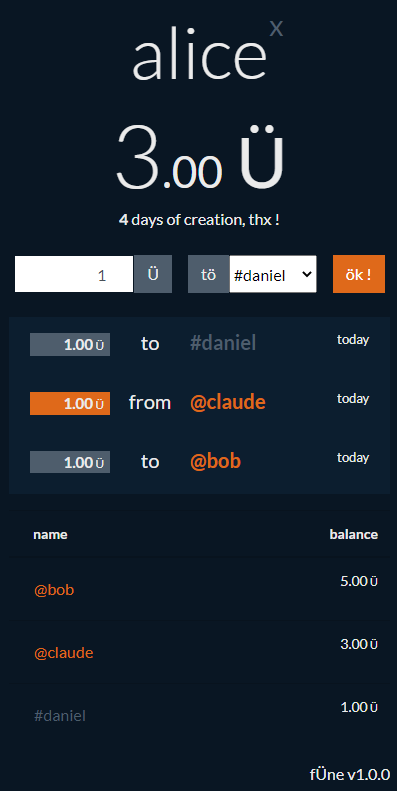 alice x
3.00 Ü
4 days of creation, thx !
1 Ü tö #daniel ök !
1.00 Ü to #daniel today
1.00 Ü from @claude today
1.00 Ü to @bob today
name balance
@bob 5.00 Ü
@claude 3.00 Ü
#daniel 1.00 Ü
fÜne v1.0.0